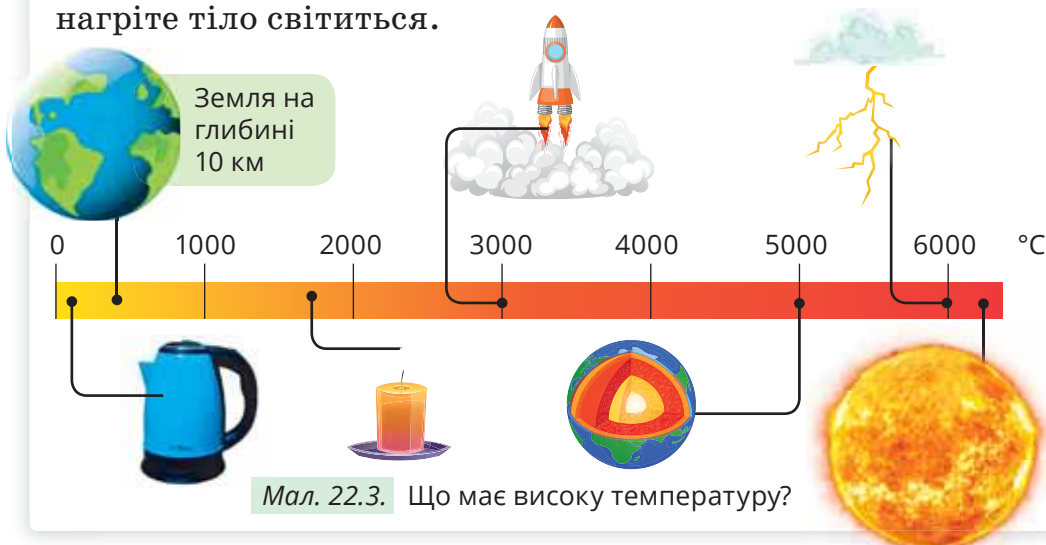 нагріте тіло світиться.
Земля на
глибині
10 км
0 1000 2000 3000 4000 5000 6000 °C
Мал. 22.3. Що має високу температуру?